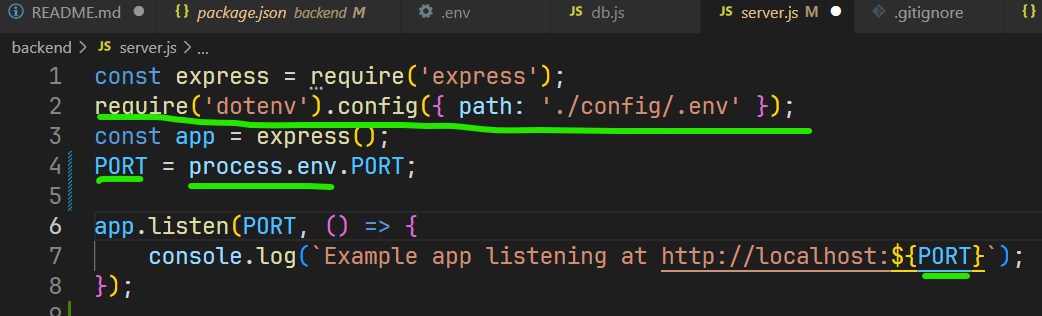 README.md
{} package.json backend M
.env
JS db.js
JS server.js M
.gitignore
{}
backend > JS server.js > ...
1 const express = require('express');
2 require('dotenv').config({ path: './config/.env' });
3 const app = express();
4 PORT = process.env.PORT;
5
6 app.listen(PORT, () => {
7 console.log(`Example app listening at http://localhost:${PORT}`);
8 });
9